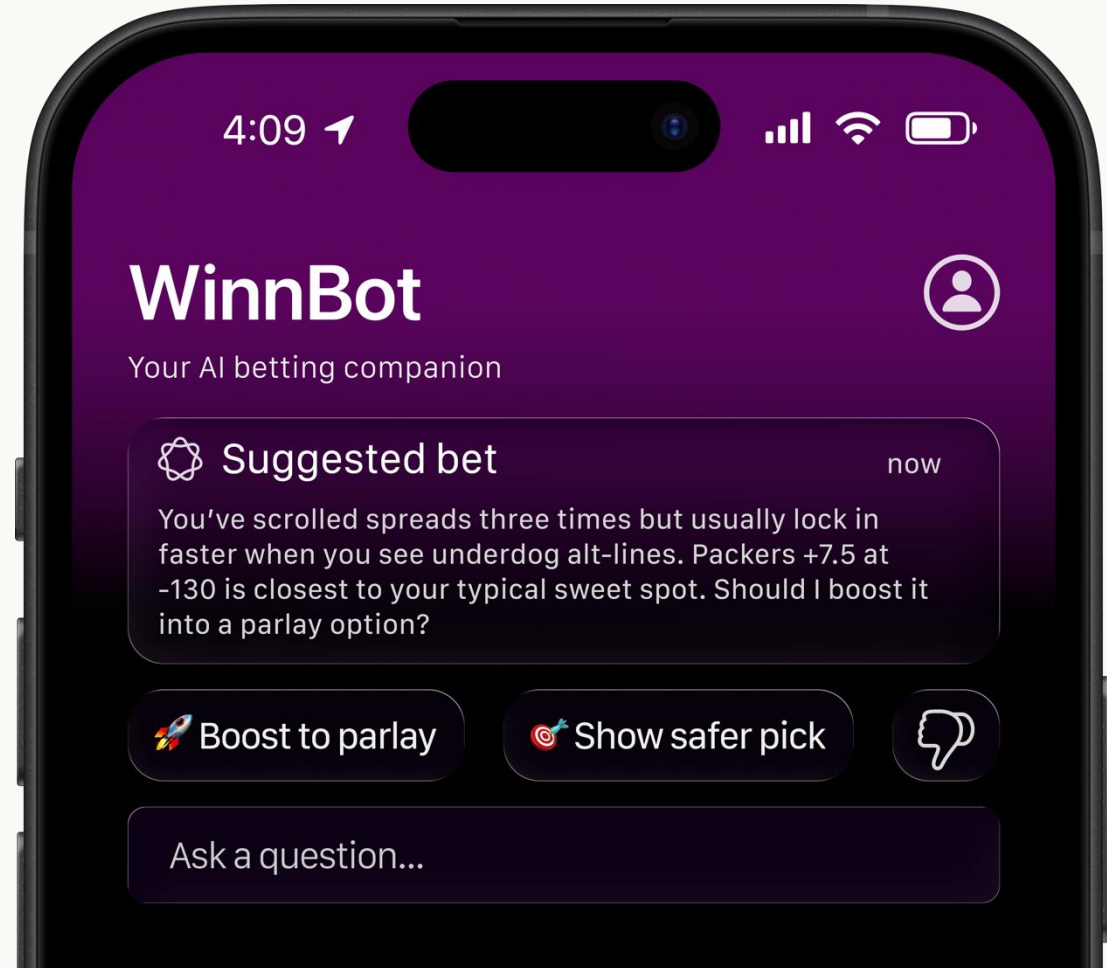 4:09
WinnBot
Your AI betting companion
Suggested bet
now
You’ve scrolled spreads three times but usually lock in
faster when you see underdog alt-lines. Packers +7.5 at
-130 is closest to your typical sweet spot. Should I boost it
into a parlay option?
🚀 Boost to parlay
🎯 Show safer pick
Ask a question...